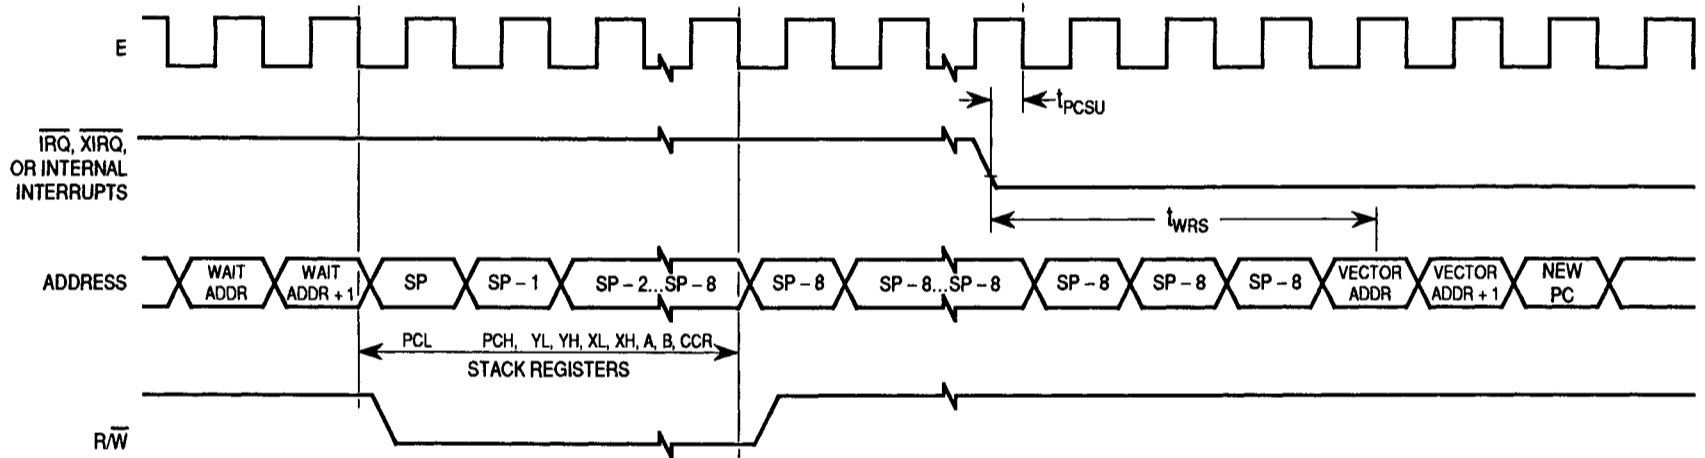 E
tPCSU
IRQ, XIRQ,
OR INTERNAL
INTERRUPTS
tWRS
ADDRESS
WAIT
ADDR
WAIT
ADDR + 1
SP
SP – 1
SP – 2...SP – 8
SP – 8
SP – 8...SP – 8
SP – 8
SP – 8
SP – 8
VECTOR
ADDR
VECTOR
ADDR + 1
NEW
PC
PCL PCH, YL, YH, XL, XH, A, B, CCR
STACK REGISTERS
R/W